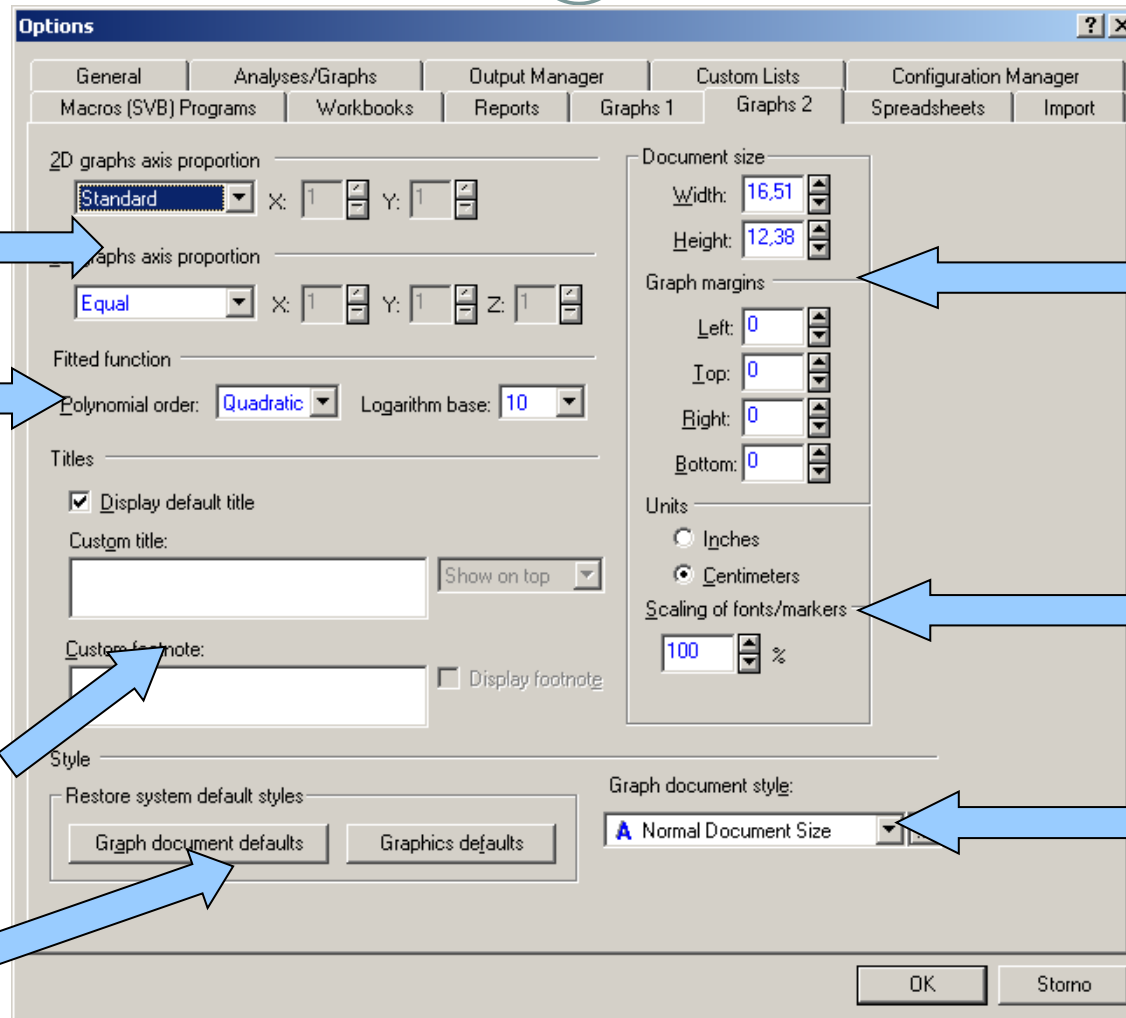 Options
General Analyses/Graphs Output Manager Custom Lists Configuration Manager
Macros (SVB) Programs Workbooks Reports Graphs 1 Graphs 2 Spreadsheets Import
2D graphs axis proportion
Standard X: 1 Y: 1
graphs axis proportion
Equal X: 1 Y: 1 Z: 1
Fitted function
Polynomial order: Quadratic Logarithm base: 10
Titles
Display default title
Custom title:
Show on top
Custom footnote:
Display footnote
Document size
Width: 16,51
Height: 12,38
Graph margins
Left: 0
Top: 0
Right: 0
Bottom: 0
Units
Inches
Centimeters
Scaling of fonts/markers
100 %
Style
Restore system default styles
Graph document defaults Graphics defaults
Graph document style:
A Normal Document Size
OK Storno